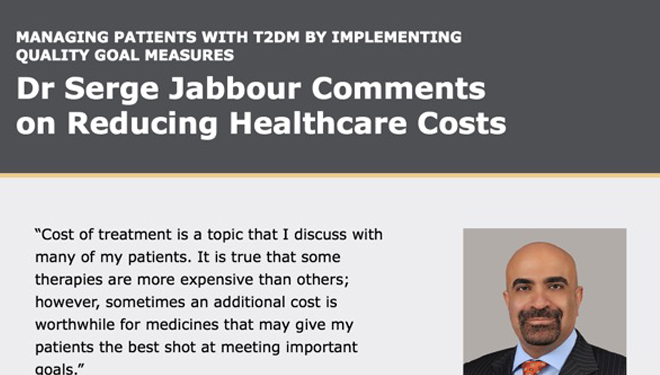 MANAGING PATIENTS WITH T2DM BY IMPLEMENTING
QUALITY GOAL MEASURES
Dr Serge Jabbour Comments
on Reducing Healthcare Costs
“Cost of treatment is a topic that I discuss with
many of my patients. It is true that some
therapies are more expensive than others;
however, sometimes an additional cost is
worthwhile for medicines that may give my
patients the best shot at meeting important
goals.”